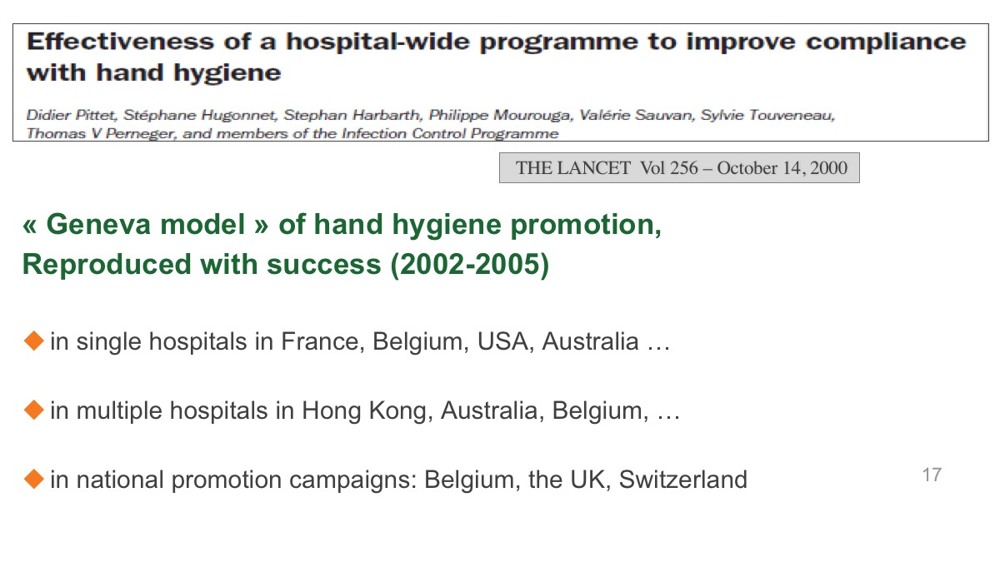 Effectiveness of a hospital-wide programme to improve compliance
with hand hygiene
Didier Pittet, Stéphane Hugonnet, Stephan Harbarth, Philippe Mourouga, Valérie Sauvan, Sylvie Touveneau,
Thomas V Perneger, and members of the Infection Control Programme
THE LANCET Vol 256 – October 14, 2000
« Geneva model » of hand hygiene promotion,
Reproduced with success (2002-2005)
in single hospitals in France, Belgium, USA, Australia …
in multiple hospitals in Hong Kong, Australia, Belgium, …
in national promotion campaigns: Belgium, the UK, Switzerland
17